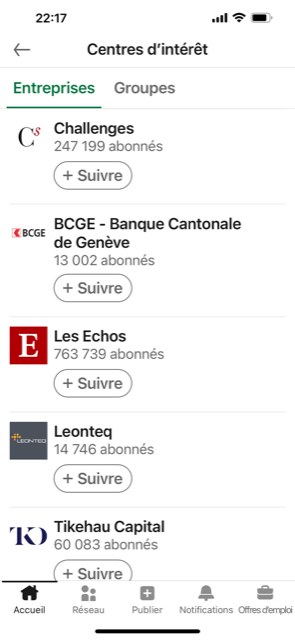 22:17
Centres d'intérêt
Entreprises Groupes
Cs
Challenges
247 199 abonnés
+ Suivre
BCGE
BCGE - Banque Cantonale
de Genève
13 002 abonnés
+ Suivre
E
Les Echos
763 739 abonnés
+ Suivre
LEONTEQ
Leonteq
14 746 abonnés
+ Suivre
TKO
Tikehau Capital
60 083 abonnés
+ Suivre
Accueil Réseau Publier Notifications Offres d'emploi